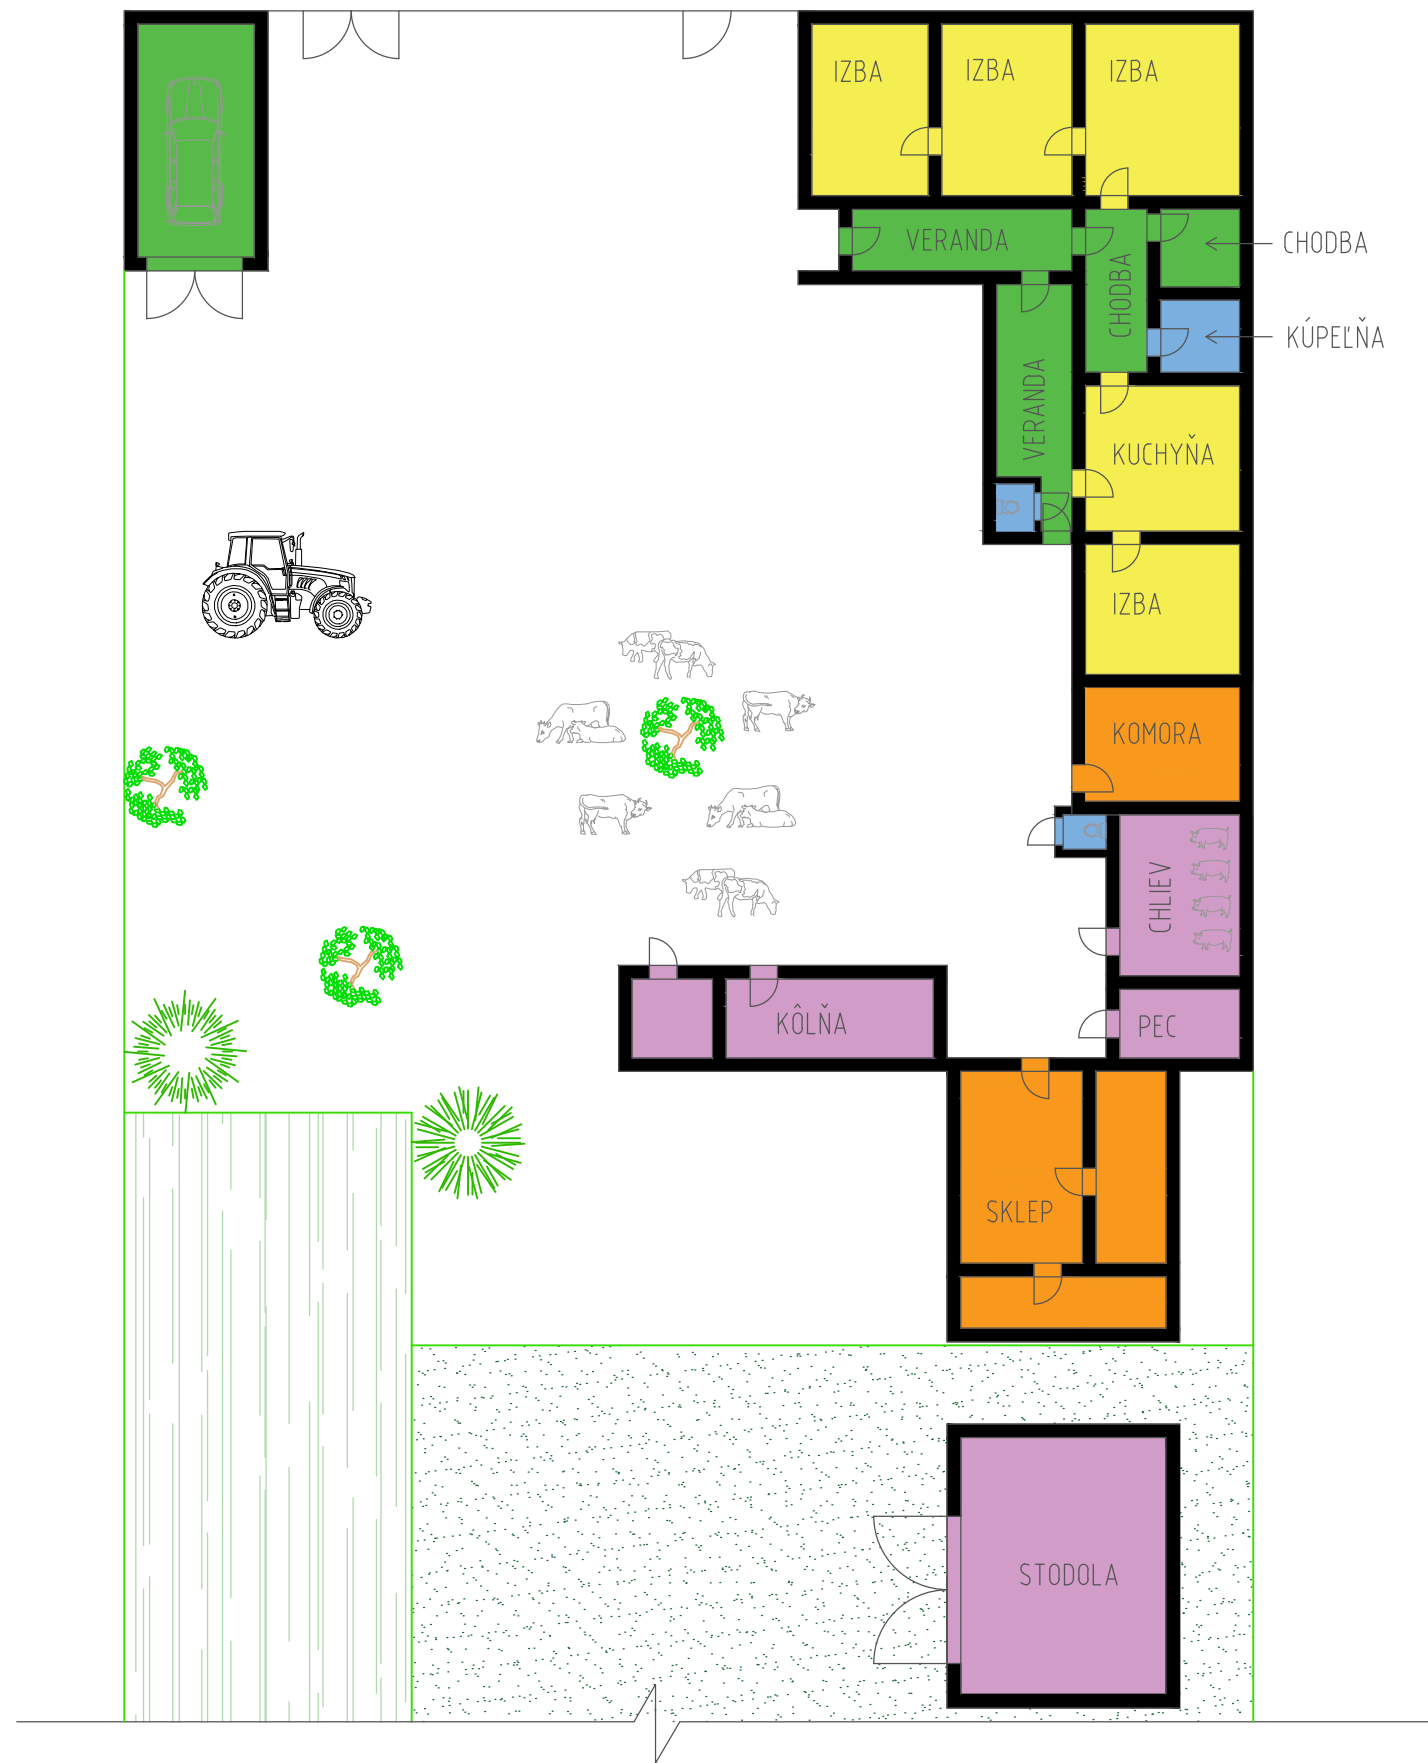 IZBA
IZBA
IZBA
VERANDA
CHODBA
CHODBA
KÚPEĽŇA
VERANDA
KUCHYŇA
IZBA
KOMORA
CHLIEV
KÔLŇA
PEC
SKLEP
STODOLA